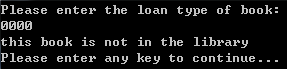 Please enter the loan type of book:
0000
this book is not in the library
Please enter any key to continue...